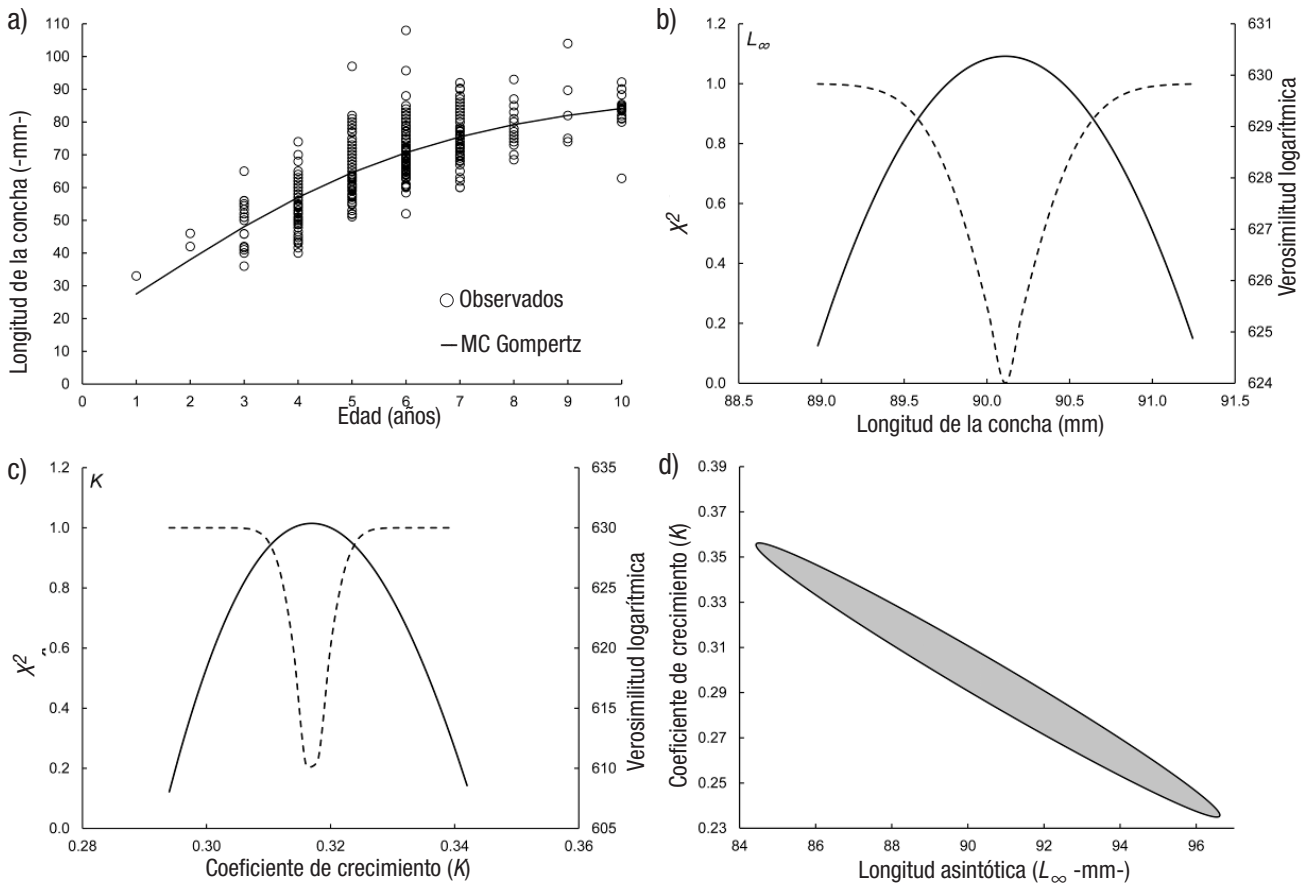 a)
Longitud de la concha (-mm-)
110
100
90
80
70
60
50
40
30
20
10
0
Observados
MC Gompertz
0 1 2 3 4 5 6 7 8 9 10
Edad (años)
b)
L∞
χ2
1.2
1.0
0.8
0.6
0.4
0.2
0.0
631
630
629
628
627
626
625
624
Verosimilitud logarítmica
88.5 89.0 89.5 90.0 90.5 91.0 91.5
Longitud de la concha (mm)
c)
K
χ2
1.2
1.0
0.8
0.6
0.4
0.2
0.0
635
630
625
620
615
610
605
Verosimilitud logarítmica
0.28 0.30 0.32 0.34 0.36
Coeficiente de crecimiento (K)
d)
Coeficiente de crecimiento (K)
0.39
0.37
0.35
0.33
0.31
0.29
0.27
0.25
0.23
84 86 88 90 92 94 96
Longitud asintótica (L∞ -mm-)